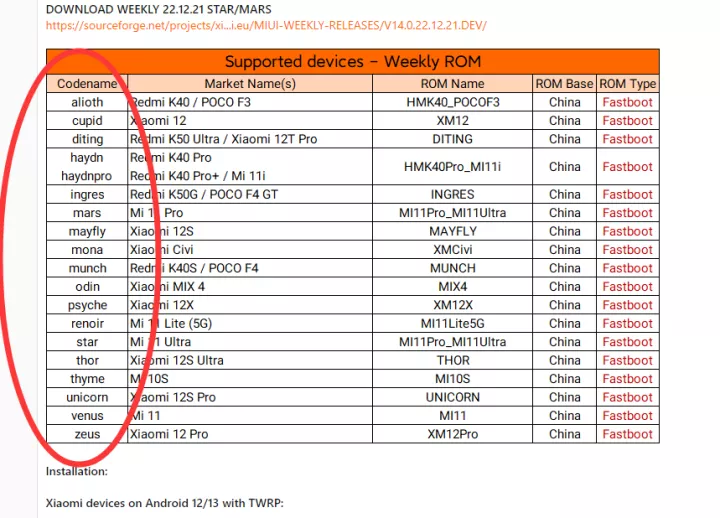 DOWNLOAD WEEKLY 22.12.21 STAR/MARS
https://sourceforge.net/projects/xi...i.eu/MIUI-WEEKLY-RELEASES/V14.0.22.12.21.DEV/
Supported devices – Weekly ROM
Codename Market Name(s) ROM Name ROM Base ROM Type
alioth Redmi K40 / POCO F3 HMK40_POCOF3 China Fastboot
cupid Xiaomi 12 XM12 China Fastboot
diting Redmi K50 Ultra / Xiaomi 12T Pro DITING China Fastboot
haydn Redmi K40 Pro
HMK40Pro_MI11i China Fastboot
haydnpro Redmi K40 Pro+ / Mi 11i
ingres Redmi K50G / POCO F4 GT INGRES China Fastboot
mars Mi 11 Pro MI11Pro_MI11Ultra China Fastboot
mayfly Xiaomi 12S MAYFLY China Fastboot
mona Xiaomi Civi XMCivi China Fastboot
munch Redmi K40S / POCO F4 MUNCH China Fastboot
odin Xiaomi MIX 4 MIX4 China Fastboot
psyche Xiaomi 12X XM12X China Fastboot
renoir Mi 11 Lite (5G) MI11Lite5G China Fastboot
star Mi 11 Ultra MI11Pro_MI11Ultra China Fastboot
thor Xiaomi 12S Ultra THOR China Fastboot
thyme Mi 10S MI10S China Fastboot
unicorn Xiaomi 12S Pro UNICORN China Fastboot
venus Mi 11 MI11 China Fastboot
zeus Xiaomi 12 Pro XM12Pro China Fastboot
Installation:
Xiaomi devices on Android 12/13 with TWRP: